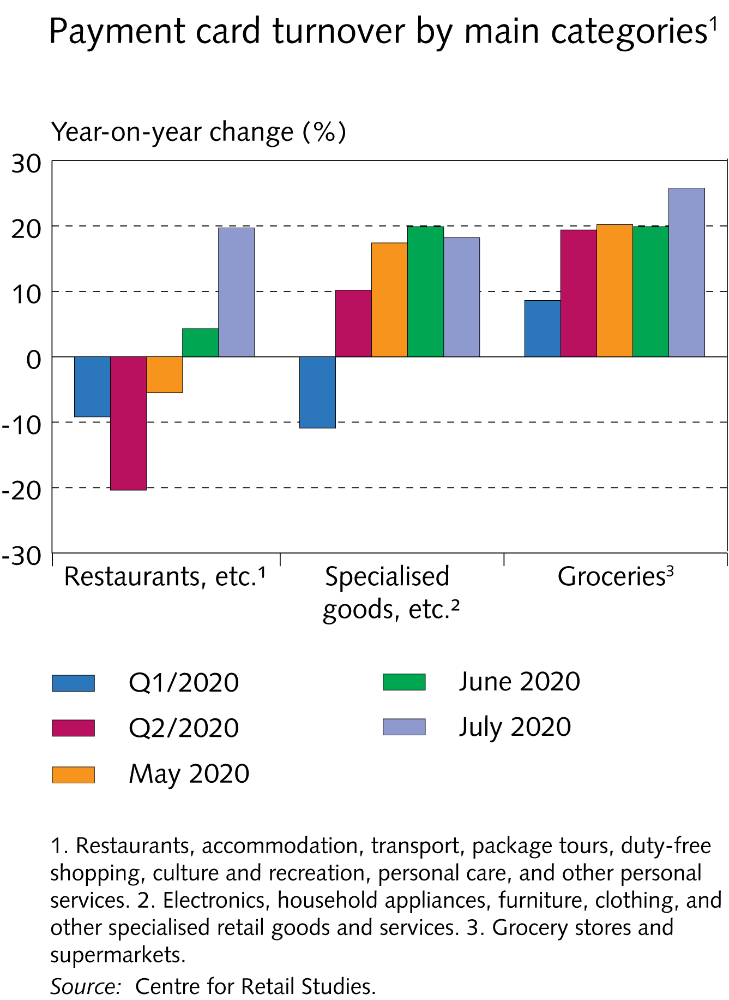 Payment card turnover by main categories¹
Year-on-year change (%)
30
20
10
0
-10
-20
-30
Restaurants, etc.¹
Specialised
goods, etc.²
Groceries³
Q1/2020
Q2/2020
May 2020
June 2020
July 2020
1. Restaurants, accommodation, transport, package tours, duty-free
shopping, culture and recreation, personal care, and other personal
services. 2. Electronics, household appliances, furniture, clothing, and
other specialised retail goods and services. 3. Grocery stores and
supermarkets.
Source: Centre for Retail Studies.